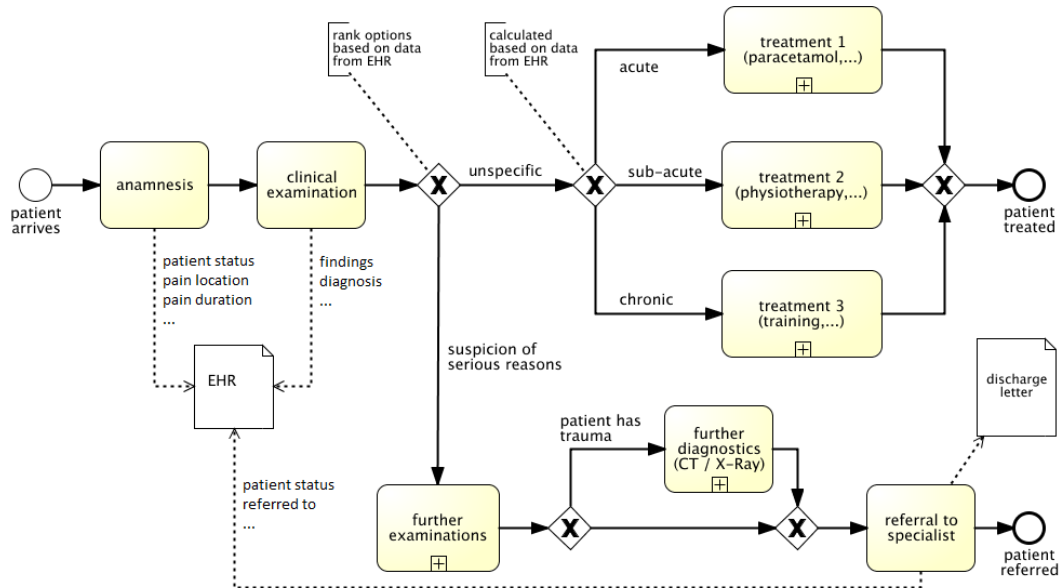 rank options
based on data
from EHR
calculated
based on data
from EHR
acute
treatment 1
(paracetamol,...)
anamnesis
clinical
examination
X
unspecific
X
sub-acute
treatment 2
(physiotherapy,...)
X
patient
arrives
patient
treated
patient status
pain location
pain duration
...
findings
diagnosis
...
chronic
treatment 3
(training,...)
suspicion of
serious reasons
EHR
discharge
letter
patient has
trauma
further
diagnostics
(CT / X-Ray)
patient status
referred to
...
further
examinations
X
X
referral to
specialist
patient
referred